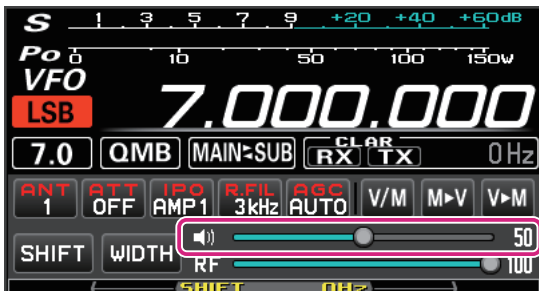 S 1 . 3 . 5 . 7 . 9 +20 +40 +60dB
Po 0 10 50 100 150W
VFO
LSB 7.000.000
7.0 QMB MAIN⇆SUB CLAR RX TX 0Hz
ANT 1 ATT OFF IPO AMP1 R.FIL 3kHz AGC AUTO V/M M▸V V▸M
SHIFT WIDTH 50
RF 100
SHIFT 0Hz